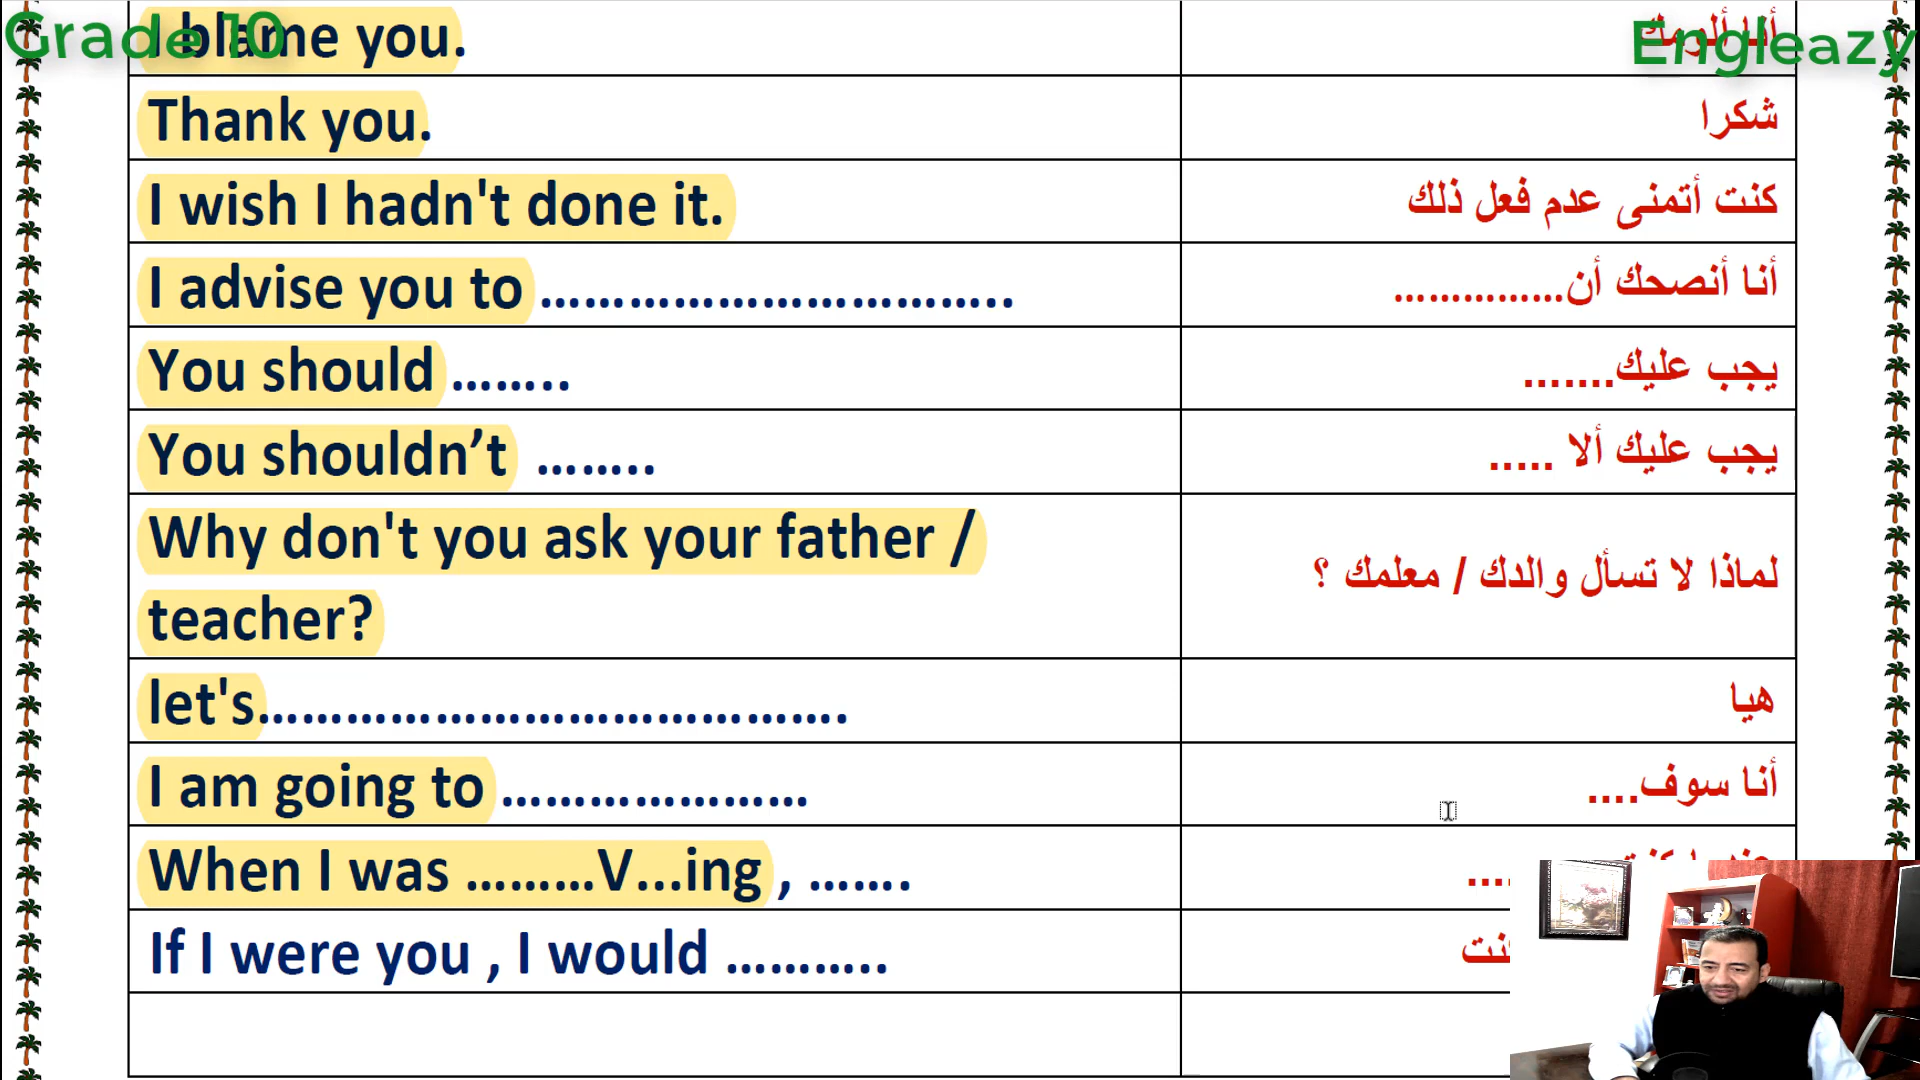 Grade 10
Engleazy
I blame you.
أنا ألومك
Thank you.
شكرا
I wish I hadn't done it.
كنت أتمنى عدم فعل ذلك
I advise you to ................................
أنا أنصحك أن...............
You should ........
يجب عليك.......
You shouldn’t ........
يجب عليك ألا .....
Why don't you ask your father /
teacher?
لماذا لا تسأل والدك / معلمك ؟
let's........................................
هيا
I am going to .....................
أنا سوف....
When I was .........V...ing , .......
If I were you , I would ...........